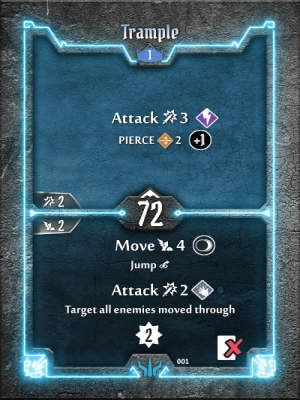 Trample
1
Attack 3
PIERCE 2 +1
2
72
2
Move 4
Jump
Attack 2
Target all enemies moved through
2
001